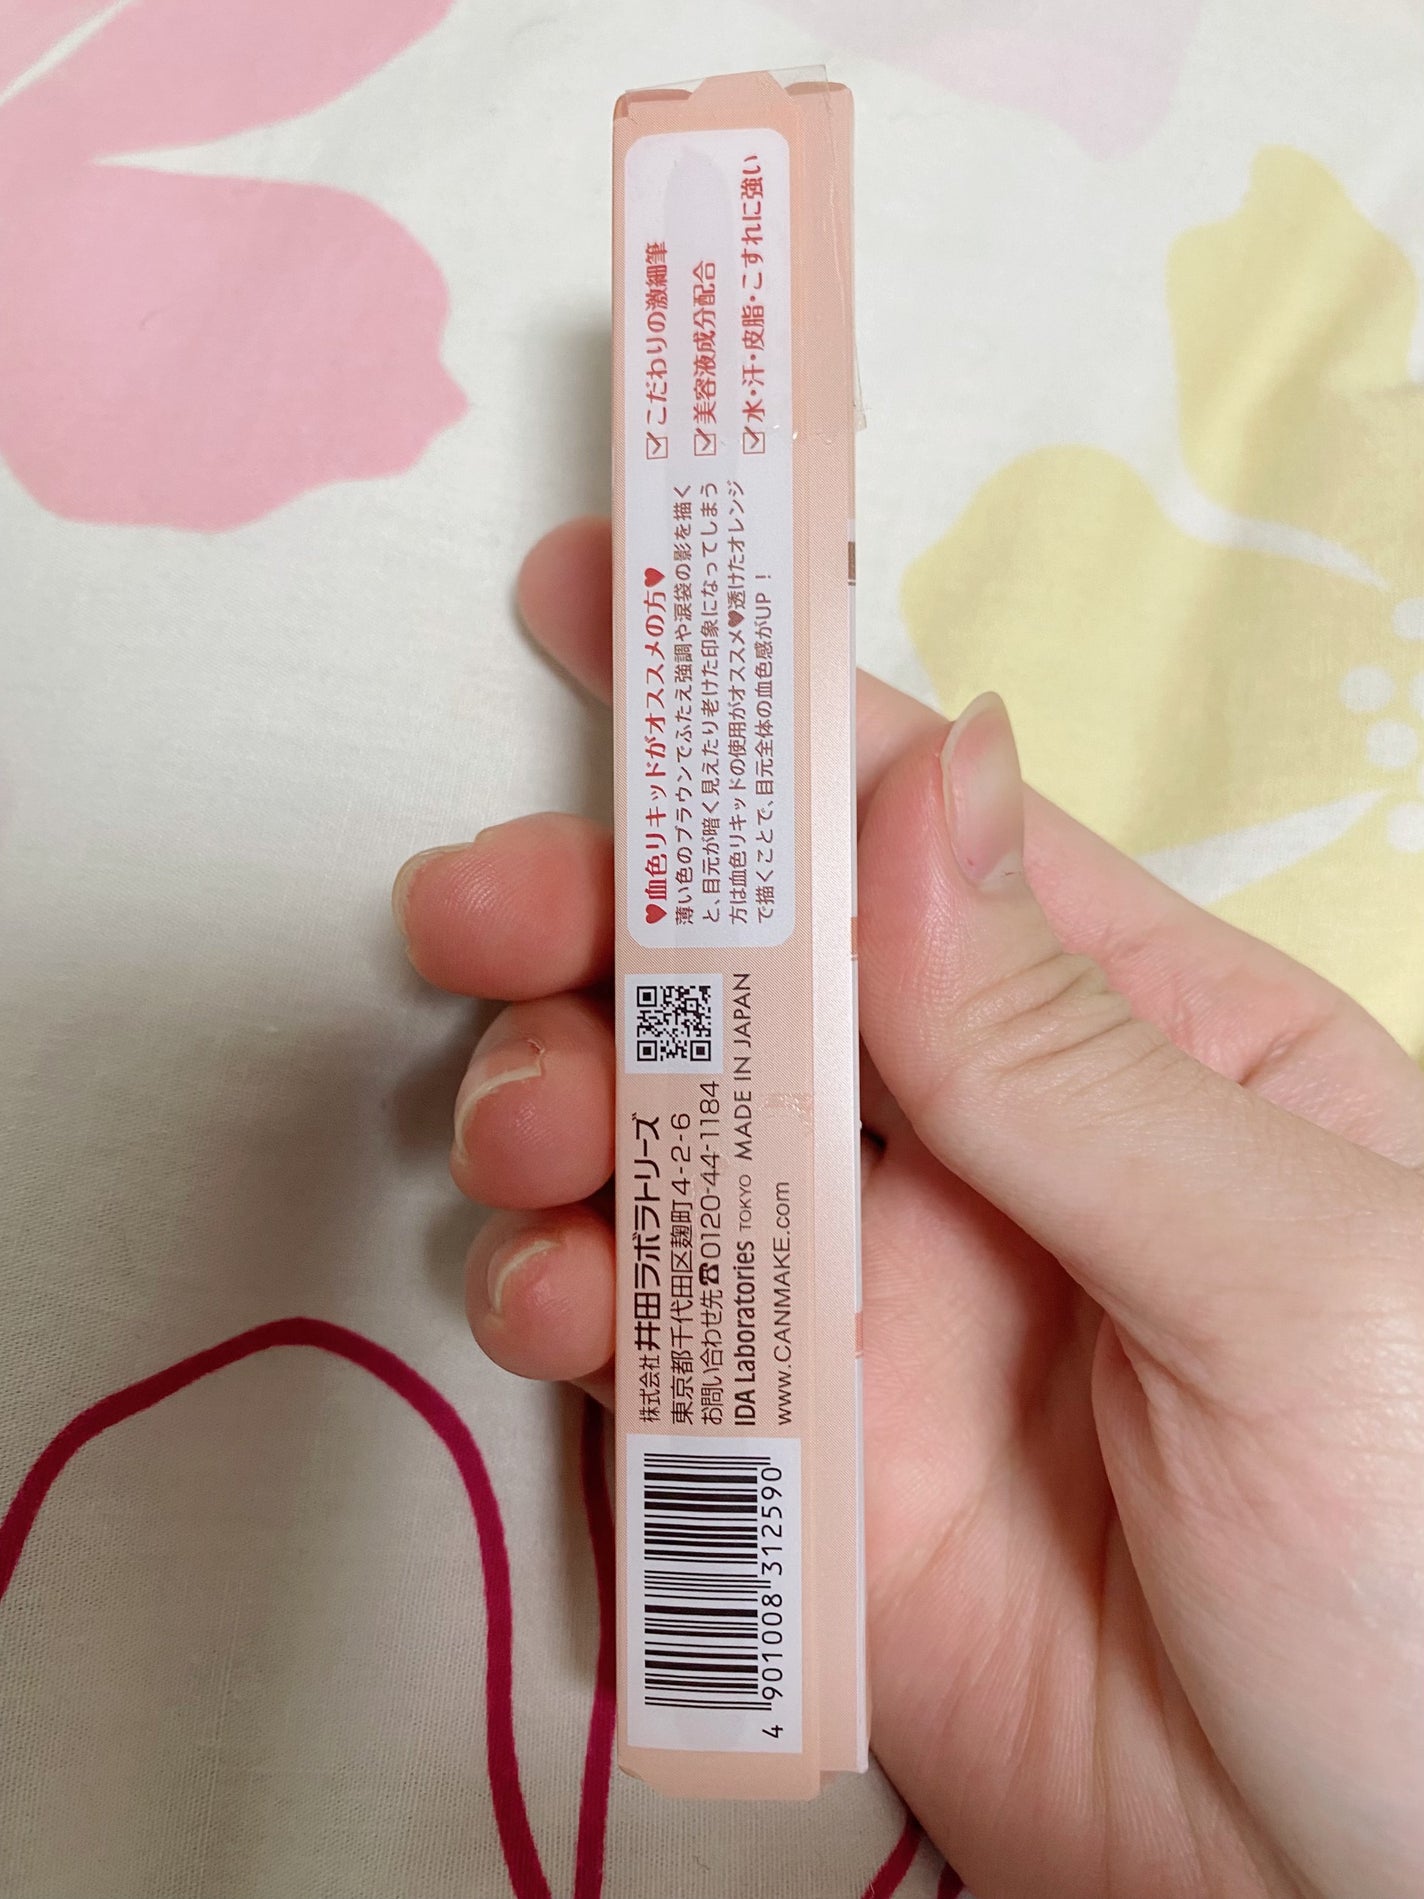 ♥血色リキッドがオススメの方♥
薄い色のブラウンでふたえ強調や涙袋の影を描く
と、目元が暗く見えたり老けた印象になってしまう
方は血色リキッドの使用がオススメ♥透けたオレンジ
で描くことで、目元全体の血色感がUP！
☑こだわりの激細筆
☑美容液成分配合
☑水・汗・皮脂・こすれに強い
株式会社 井田ラボラトリーズ
東京都千代田区麹町4-2-6
お問い合わせ先☎0120-44-1184
IDA Laboratories TOKYO MADE IN JAPAN
www.CANMAKE.com
4 901008 312590